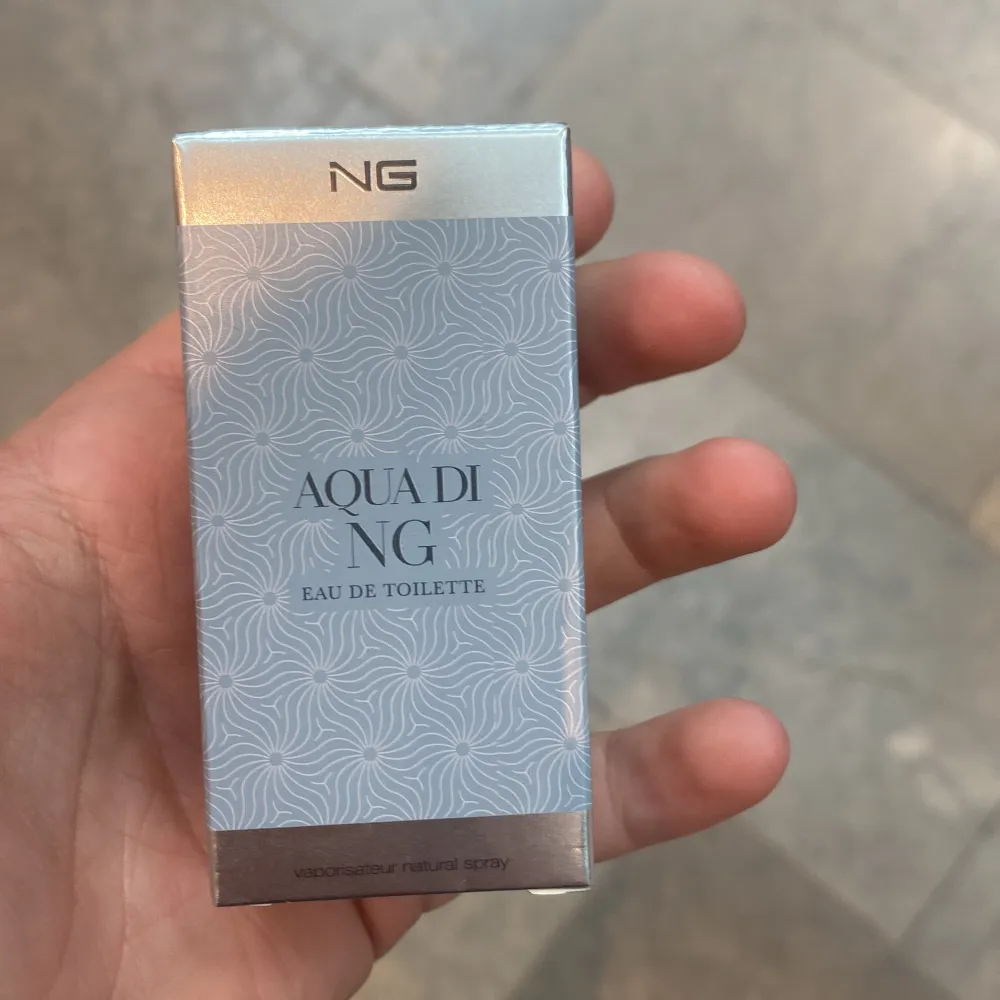 NG
AQUA DI
NG
EAU DE TOILETTE
vaporisateur natural spray